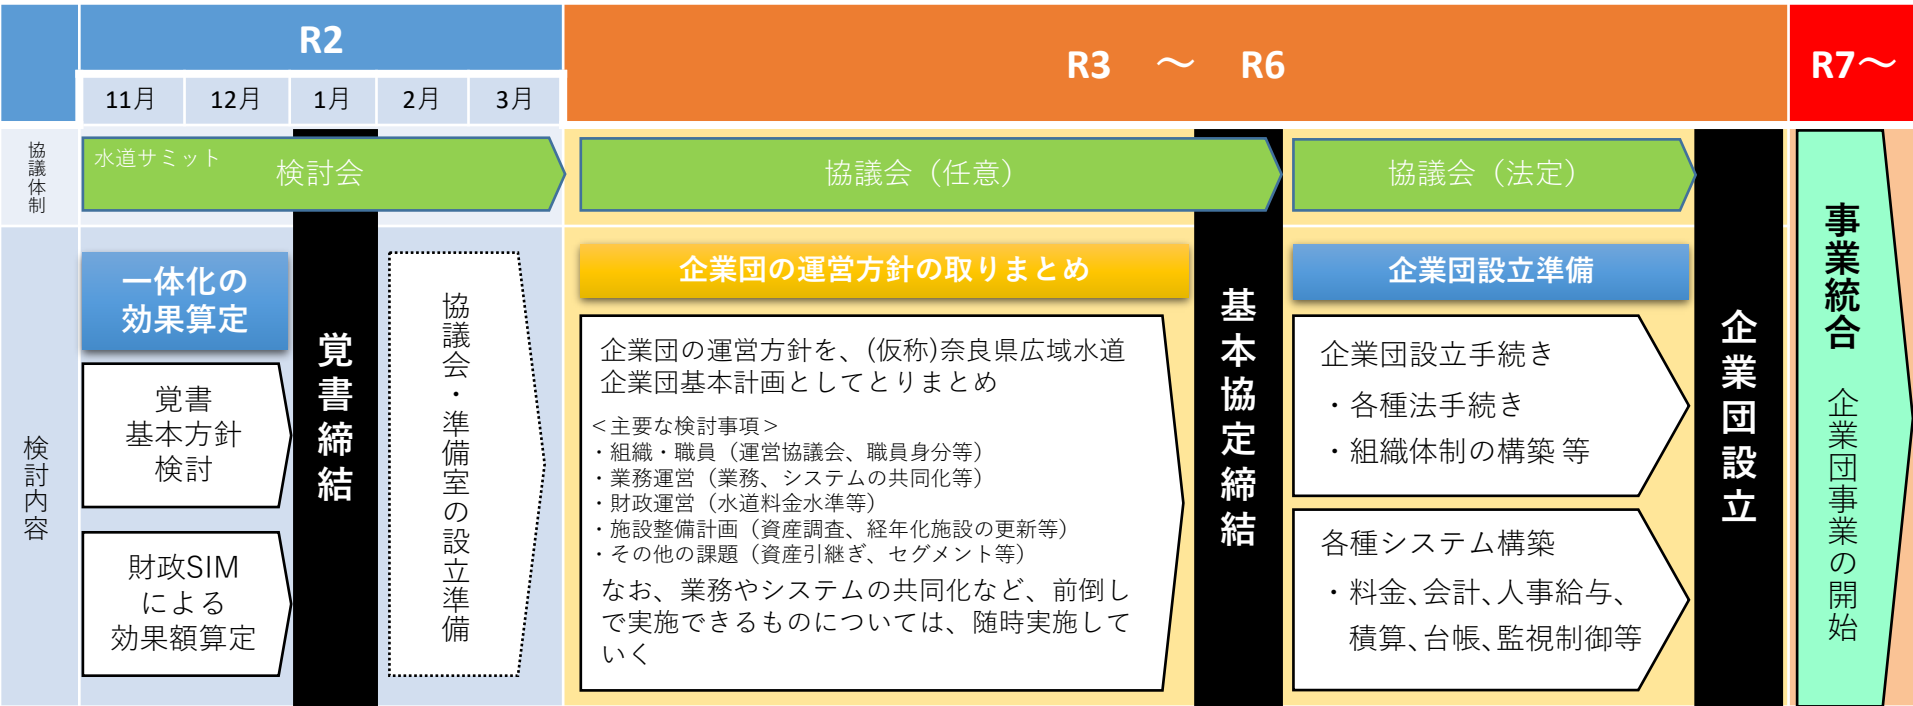 R2
R3 ～ R6
R7～
11月
12月
1月
2月
3月
協議体制
水道サミット
検討会
協議会（任意）
協議会（法定）
検討内容
一体化の
効果算定
覚書
基本方針
検討
財政SIM
による
効果額算定
覚書締結
協議会・準備室の設立準備
企業団の運営方針の取りまとめ
企業団の運営方針を、(仮称)奈良県広域水道
企業団基本計画としてとりまとめ
＜主要な検討事項＞
・組織・職員（運営協議会、職員身分等）
・業務運営（業務、システムの共同化等）
・財政運営（水道料金水準等）
・施設整備計画（資産調査、経年化施設の更新等）
・その他の課題（資産引継ぎ、セグメント等）
なお、業務やシステムの共同化など、前倒し
で実施できるものについては、随時実施して
いく
基本協定締結
企業団設立準備
企業団設立手続き
・各種法手続き
・組織体制の構築 等
各種システム構築
・料金、会計、人事給与、
積算、台帳、監視制御等
企業団設立
事業統合 企業団事業の開始